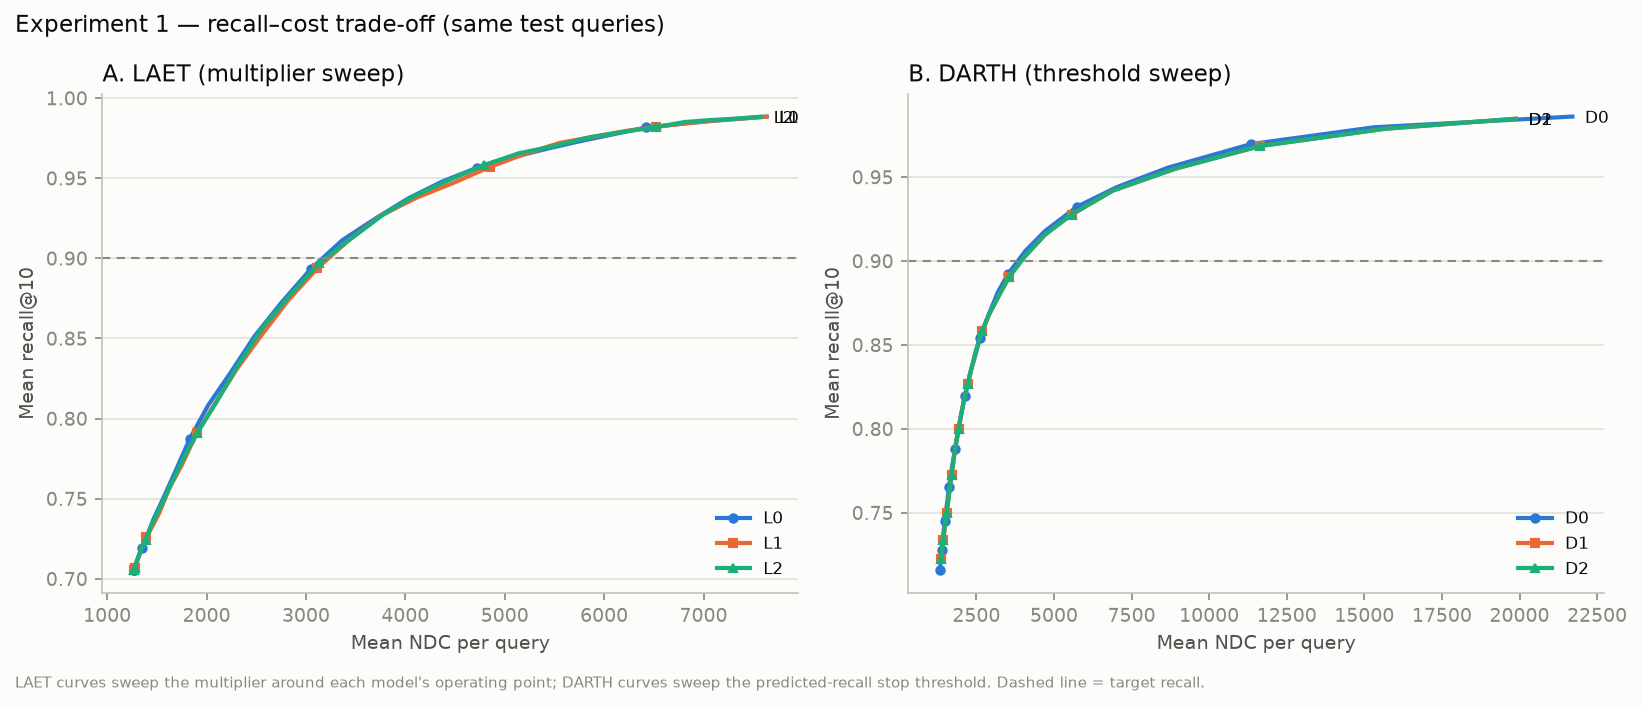 Experiment 1 — recall–cost trade-off (same test queries)
A. LAET (multiplier sweep)
Mean recall@10
1.00
0.95
0.90
0.85
0.80
0.75
0.70
1000 2000 3000 4000 5000 6000 7000
Mean NDC per query
L0
L1
L2
B. DARTH (threshold sweep)
Mean recall@10
0.95
0.90
0.85
0.80
0.75
2500 5000 7500 10000 12500 15000 17500 20000 22500
Mean NDC per query
D0
D0
D1
D2
LAET curves sweep the multiplier around each model's operating point; DARTH curves sweep the predicted-recall stop threshold. Dashed line = target recall.